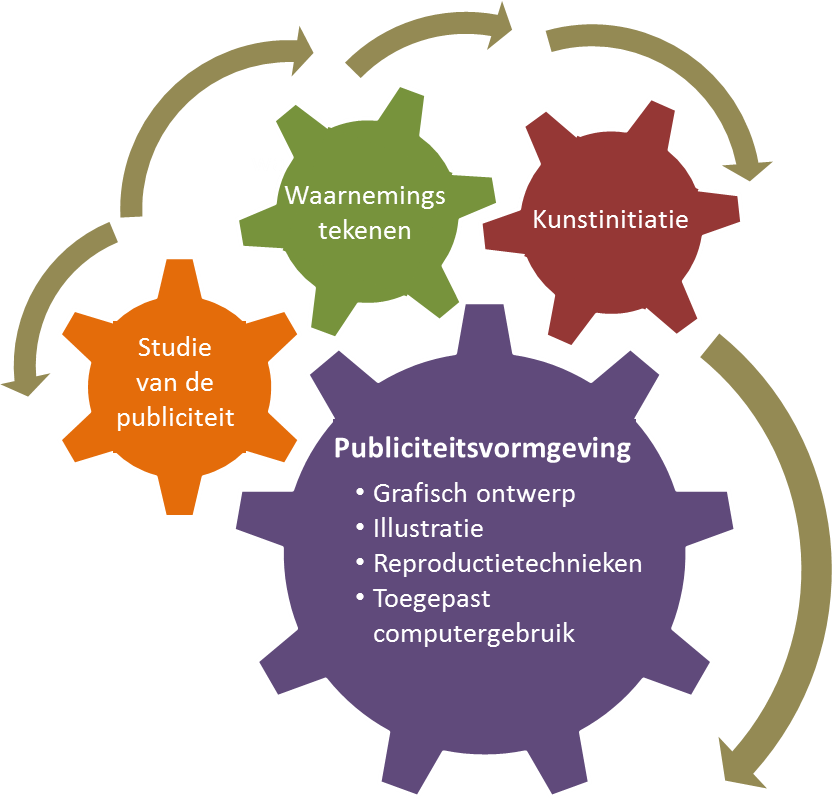 Waarnemings
tekenen
Kunstinitiatie
Studie
van de
publiciteit
Publiciteitsvormgeving
• Grafisch ontwerp
• Illustratie
• Reproductietechnieken
• Toegepast
computergebruik